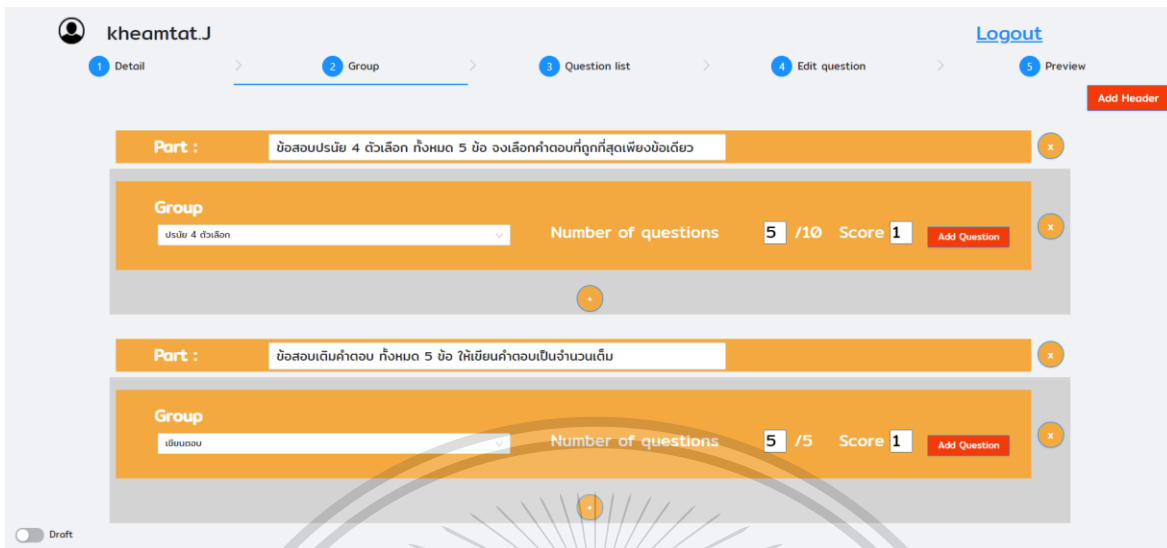 kheamtat.J Logout
1 Detail 2 Group 3 Question list 4 Edit question 5 Preview
Add Header
Part : ข้อสอบปรนัย 4 ตัวเลือก ทั้งหมด 5 ข้อ จงเลือกคำตอบที่ถูกที่สุดเพียงข้อเดียว x
Group
ปรนัย 4 ตัวเลือก Number of questions 5 /10 Score 1 Add Question x
+
Part : ข้อสอบเติมคำตอบ ทั้งหมด 5 ข้อ ให้เขียนคำตอบเป็นจำนวนเต็ม x
Group
เขียนตอบ Number of questions 5 /5 Score 1 Add Question x
+
Draft